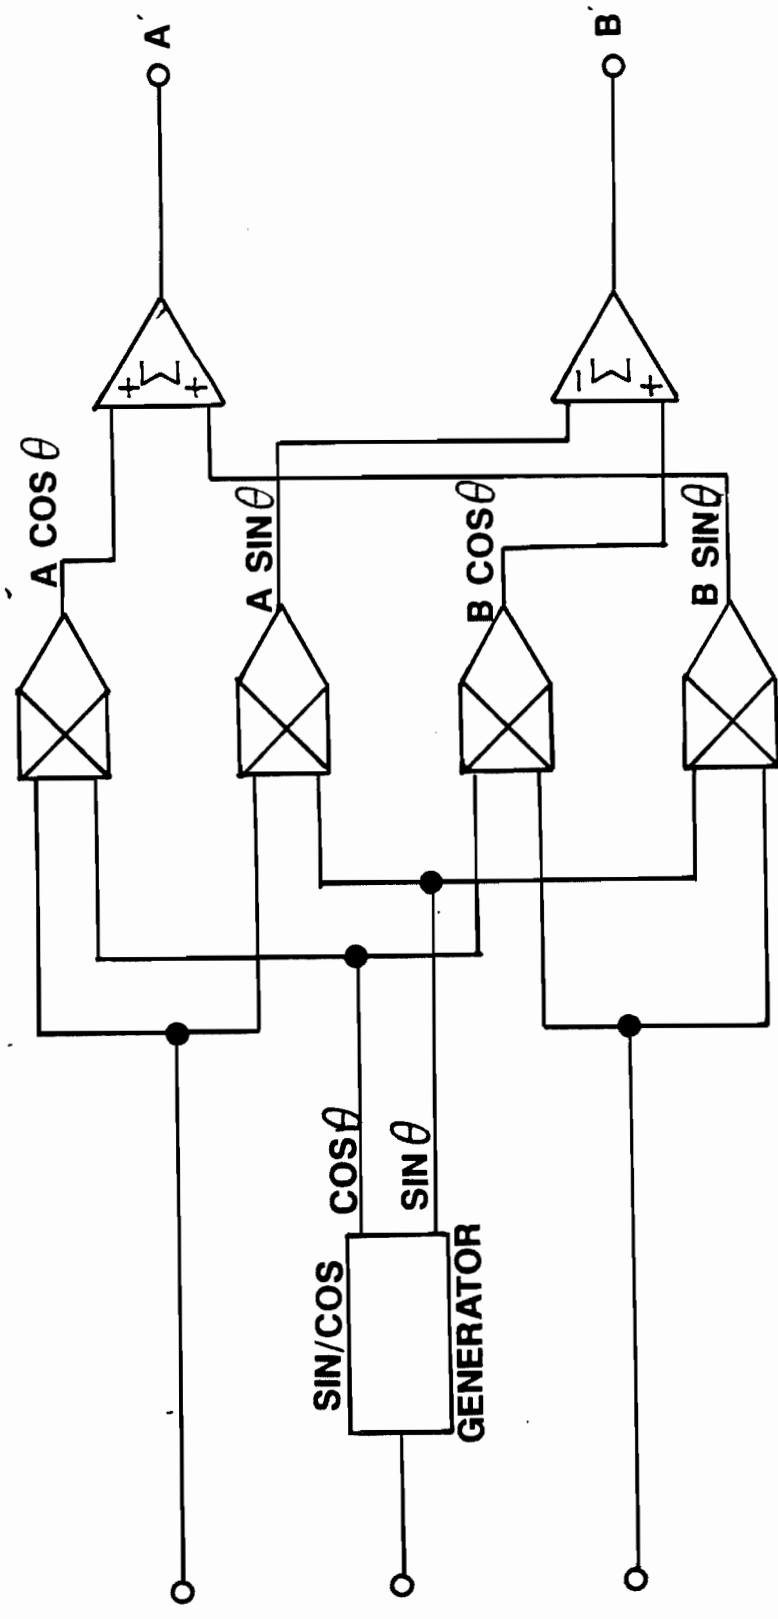 A COS θ
A SIN θ
B COS θ
B SIN θ
+
Σ
+
−
Σ
+
A'
B'
SIN/COS
GENERATOR
COS θ
SIN θ